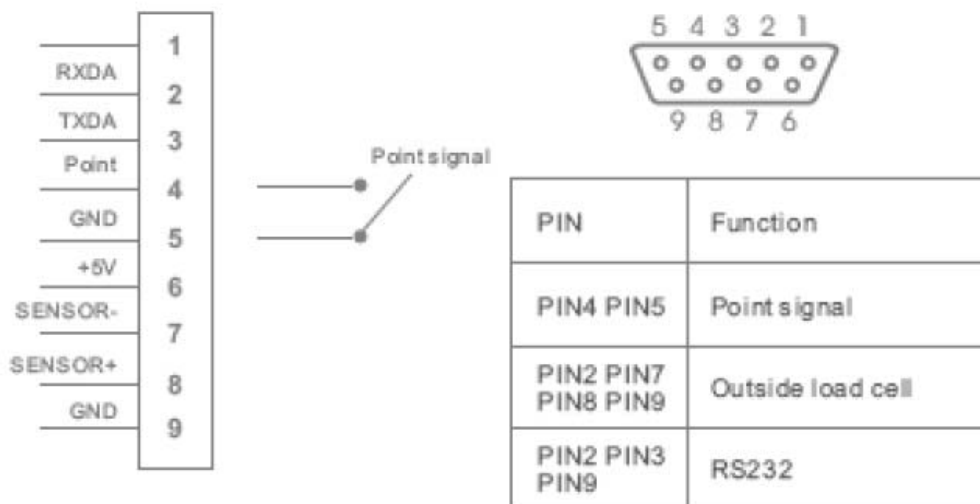 1
RXDA
2
TXDA
3
Point
4
GND
5
+5V
6
SENSOR-
7
SENSOR+
8
GND
9
Point signal
5 4 3 2 1
9 8 7 6
PIN Function
PIN4 PIN5 Point signal
PIN2 PIN7
PIN8 PIN9 Outside load cell
PIN2 PIN3
PIN9 RS232